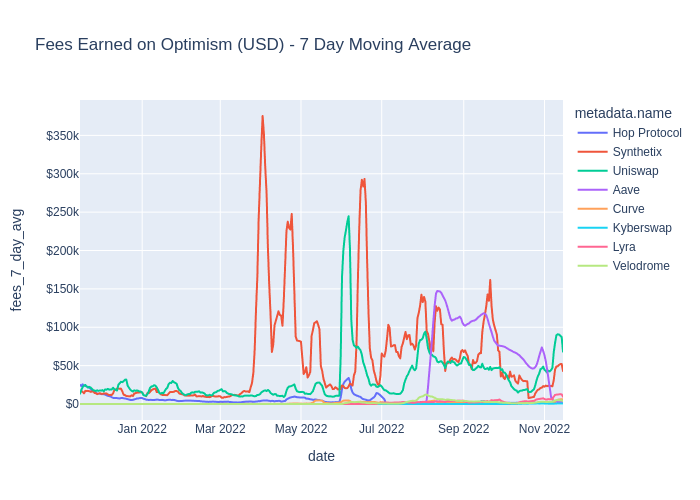 Fees Earned on Optimism (USD) - 7 Day Moving Average
metadata.name
Hop Protocol
Synthetix
Uniswap
Aave
Curve
Kyberswap
Lyra
Velodrome
fees_7_day_avg
$350k
$300k
$250k
$200k
$150k
$100k
$50k
$0
Jan 2022 Mar 2022 May 2022 Jul 2022 Sep 2022 Nov 2022
date